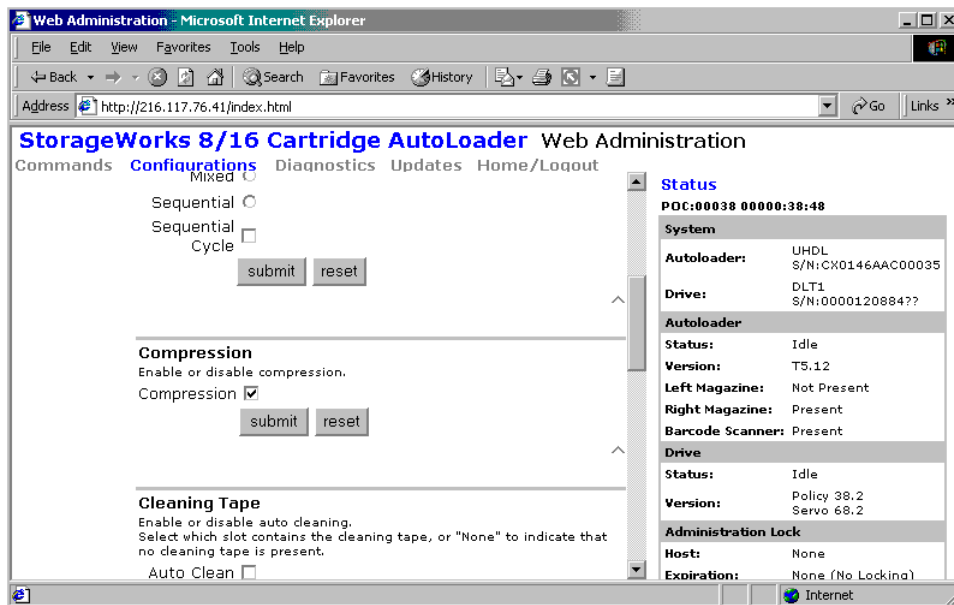 Web Administration - Microsoft Internet Explorer
File Edit View Favorites Tools Help
Back Search Favorites History
Address http://216.117.76.41/index.html Go Links »
StorageWorks 8/16 Cartridge AutoLoader Web Administration
Commands Configurations Diagnostics Updates Home/Logout
Mixed
Sequential
Sequential
Cycle
submit reset
Compression
Enable or disable compression.
Compression
submit reset
Cleaning Tape
Enable or disable auto cleaning.
Select which slot contains the cleaning tape, or "None" to indicate that
no cleaning tape is present.
Auto Clean
Status
POC:00038 00000:38:48
System
Autoloader: UHDL
S/N:CX0146AAC00035
Drive: DLT1
S/N:0000120884??
Autoloader
Status: Idle
Version: T5.12
Left Magazine: Not Present
Right Magazine: Present
Barcode Scanner: Present
Drive
Status: Idle
Version: Policy 38.2
Servo 68.2
Administration Lock
Host: None
Expiration: None (No Locking)
Internet